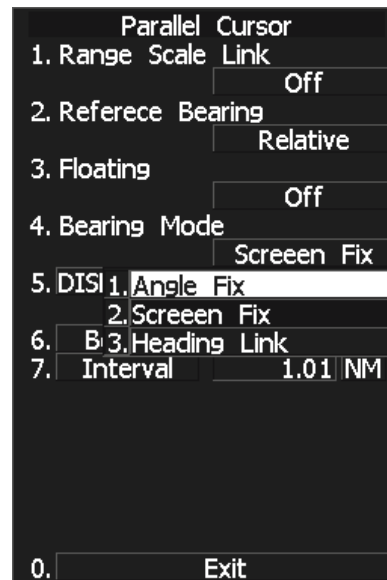 Parallel Cursor
1. Range Scale Link
Off
2. Referece Bearing
Relative
3. Floating
Off
4. Bearing Mode
Screeen Fix
5. DISP
1. Angle Fix
2. Screeen Fix
6.
3. Heading Link
7. Interval 1.01 NM
0. Exit